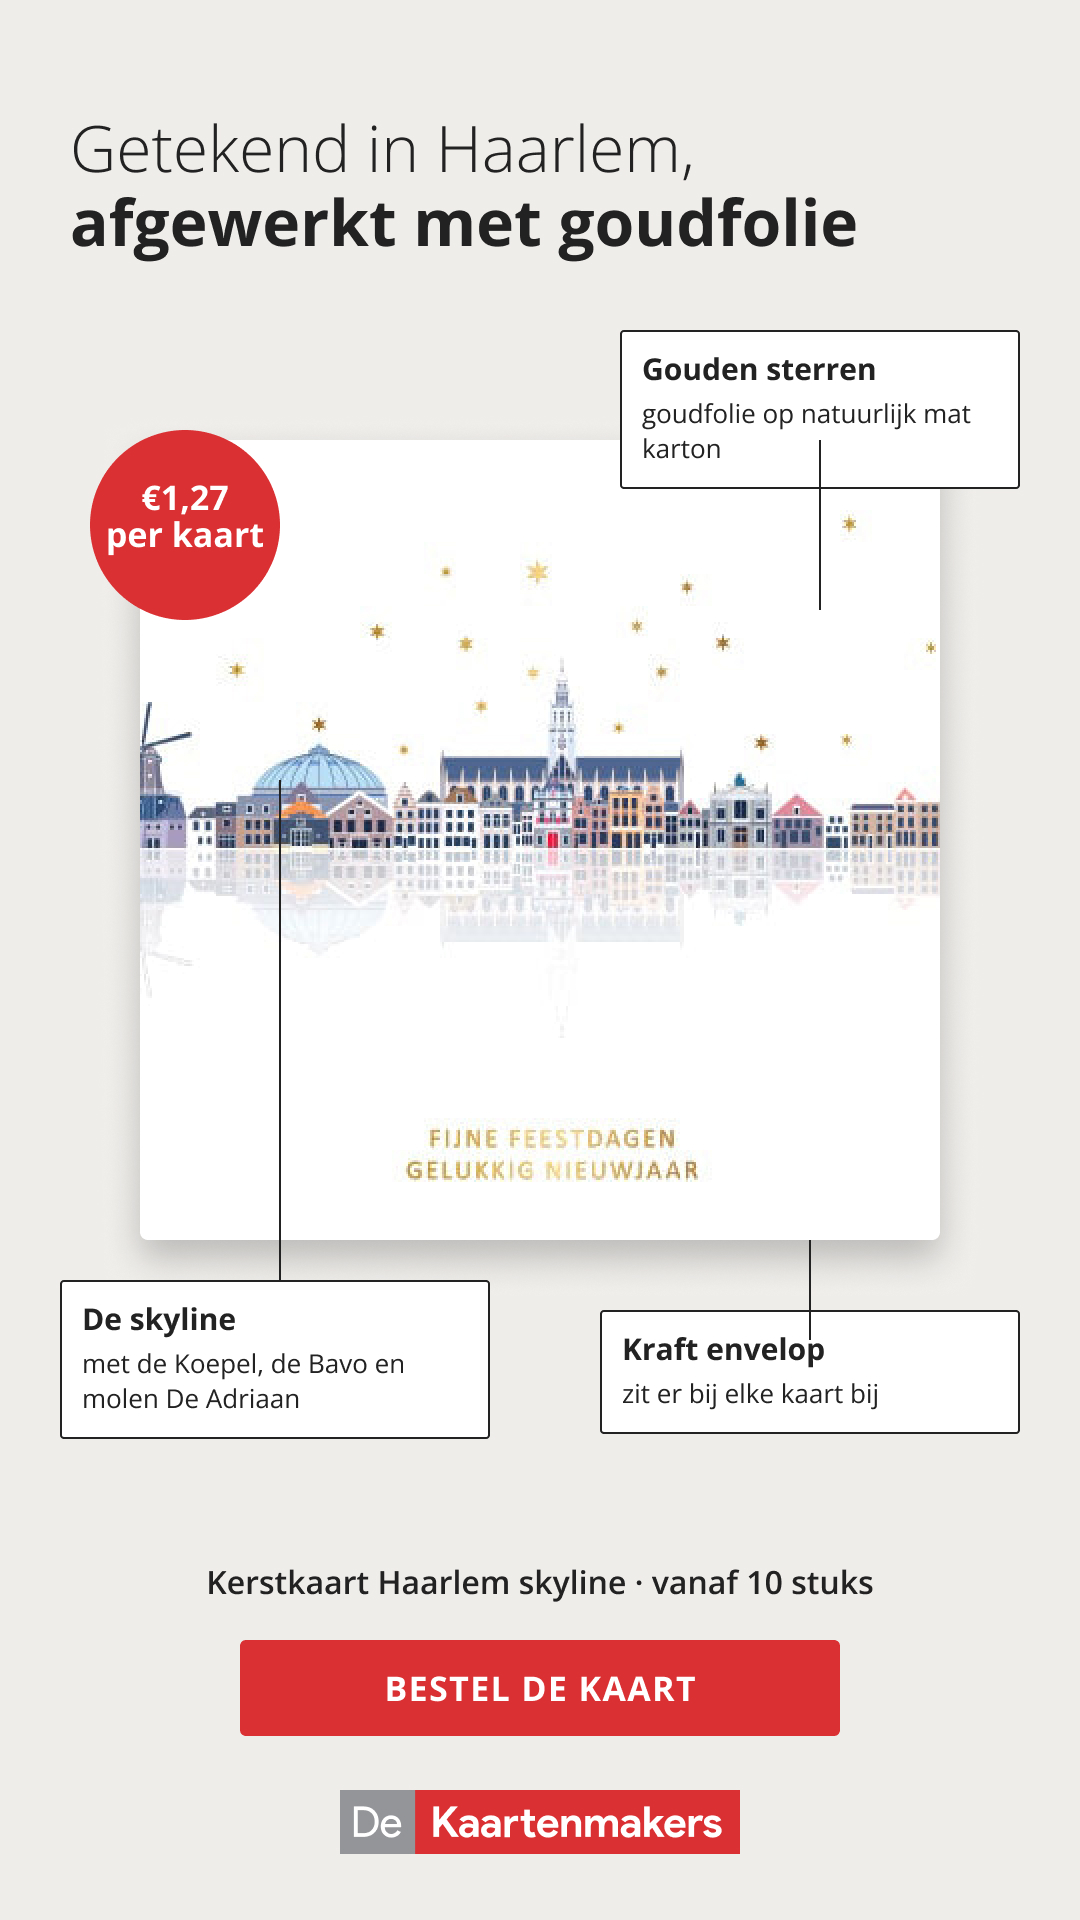 Getekend in Haarlem,
afgewerkt met goudfolie
Gouden sterren
goudfolie op natuurlijk mat
karton
€1,27
per kaart
FIJNE FEESTDAGEN
GELUKKIG NIEUWJAAR
De skyline
met de Koepel, de Bavo en
molen De Adriaan
Kraft envelop
zit er bij elke kaart bij
Kerstkaart Haarlem skyline · vanaf 10 stuks
BESTEL DE KAART
De Kaartenmakers